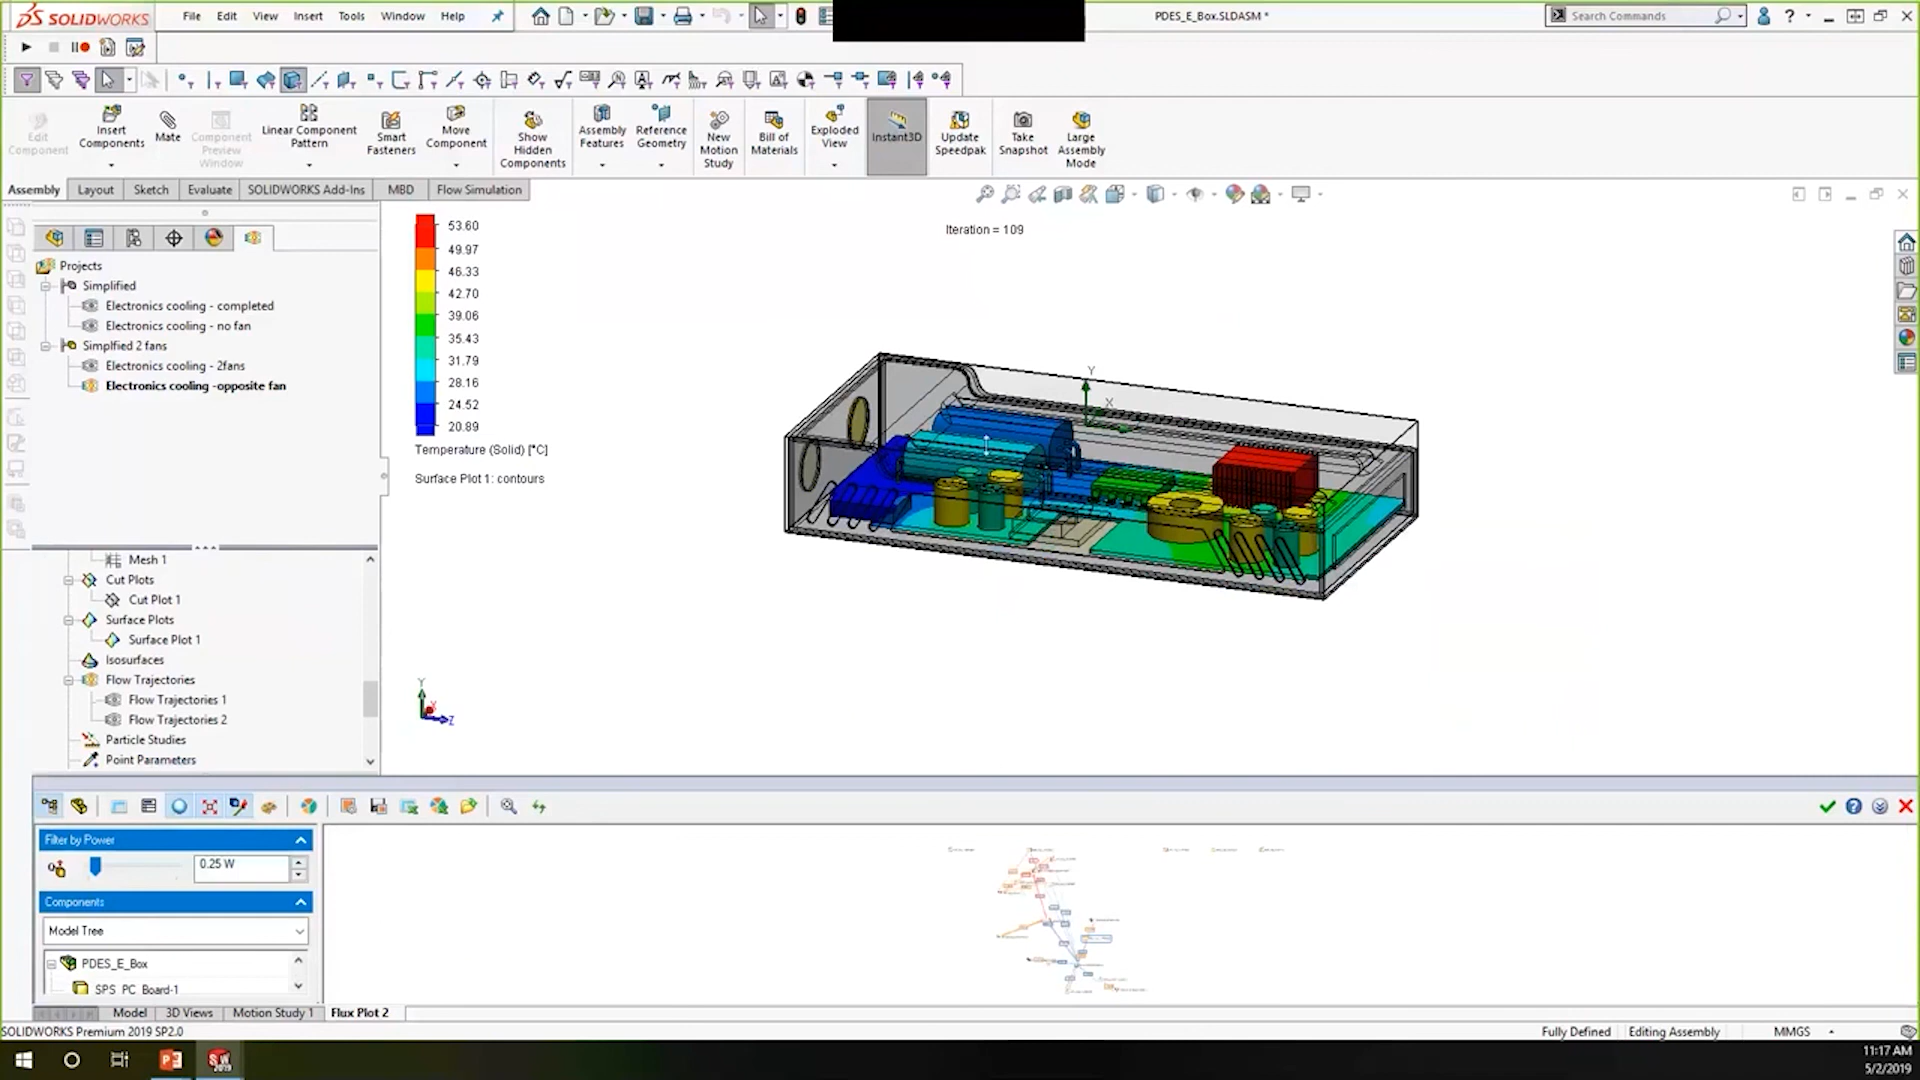 SOLIDWORKS
File Edit View Insert Tools Window Help
PDES_E_Box.SLDASM *
Search Commands
Edit Component
Insert Components
Mate
Component Preview Window
Linear Component Pattern
Smart Fasteners
Move Component
Show Hidden Components
Assembly Features
Reference Geometry
New Motion Study
Bill of Materials
Exploded View
Instant3D
Update Speedpak
Take Snapshot
Large Assembly Mode
Assembly Layout Sketch Evaluate SOLIDWORKS Add-Ins MBD Flow Simulation
Projects
Simplified
Electronics cooling - completed
Electronics cooling - no fan
Simplfied 2 fans
Electronics cooling - 2fans
Electronics cooling -opposite fan
Mesh 1
Cut Plots
Cut Plot 1
Surface Plots
Surface Plot 1
Isosurfaces
Flow Trajectories
Flow Trajectories 1
Flow Trajectories 2
Particle Studies
Point Parameters
53.60
49.97
46.33
42.70
39.06
35.43
31.79
28.16
24.52
20.89
Temperature (Solid) [°C]
Surface Plot 1: contours
Iteration = 109
Y
X
Y
X
Z
Filter by Power
0.25 W
Components
Model Tree
PDES_E_Box
SPS_PC_Board-1
Model 3D Views Motion Study 1 Flux Plot 2
SOLIDWORKS Premium 2019 SP2.0
Fully Defined Editing Assembly MMGS
11:17 AM
5/2/2019